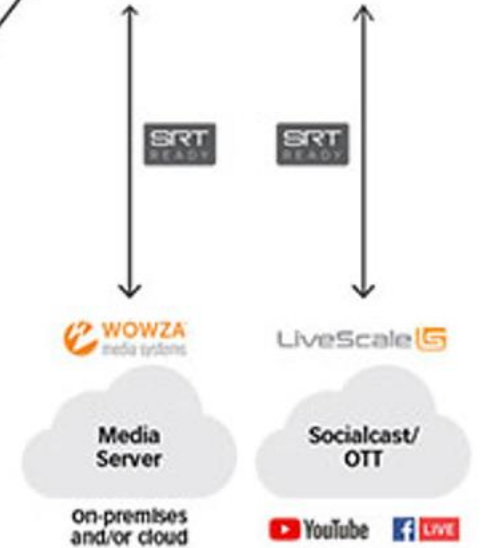 SRT
READY
SRT
READY
WOWZA
media systems
LiveScale LS
Media
Server
Socialcast/
OTT
on-premises
and/or cloud
YouTube
f LIVE